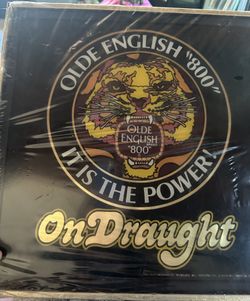 OLDE ENGLISH "800"
OLDE
ENGLISH
"800"
IT IS THE POWER!
On Draught